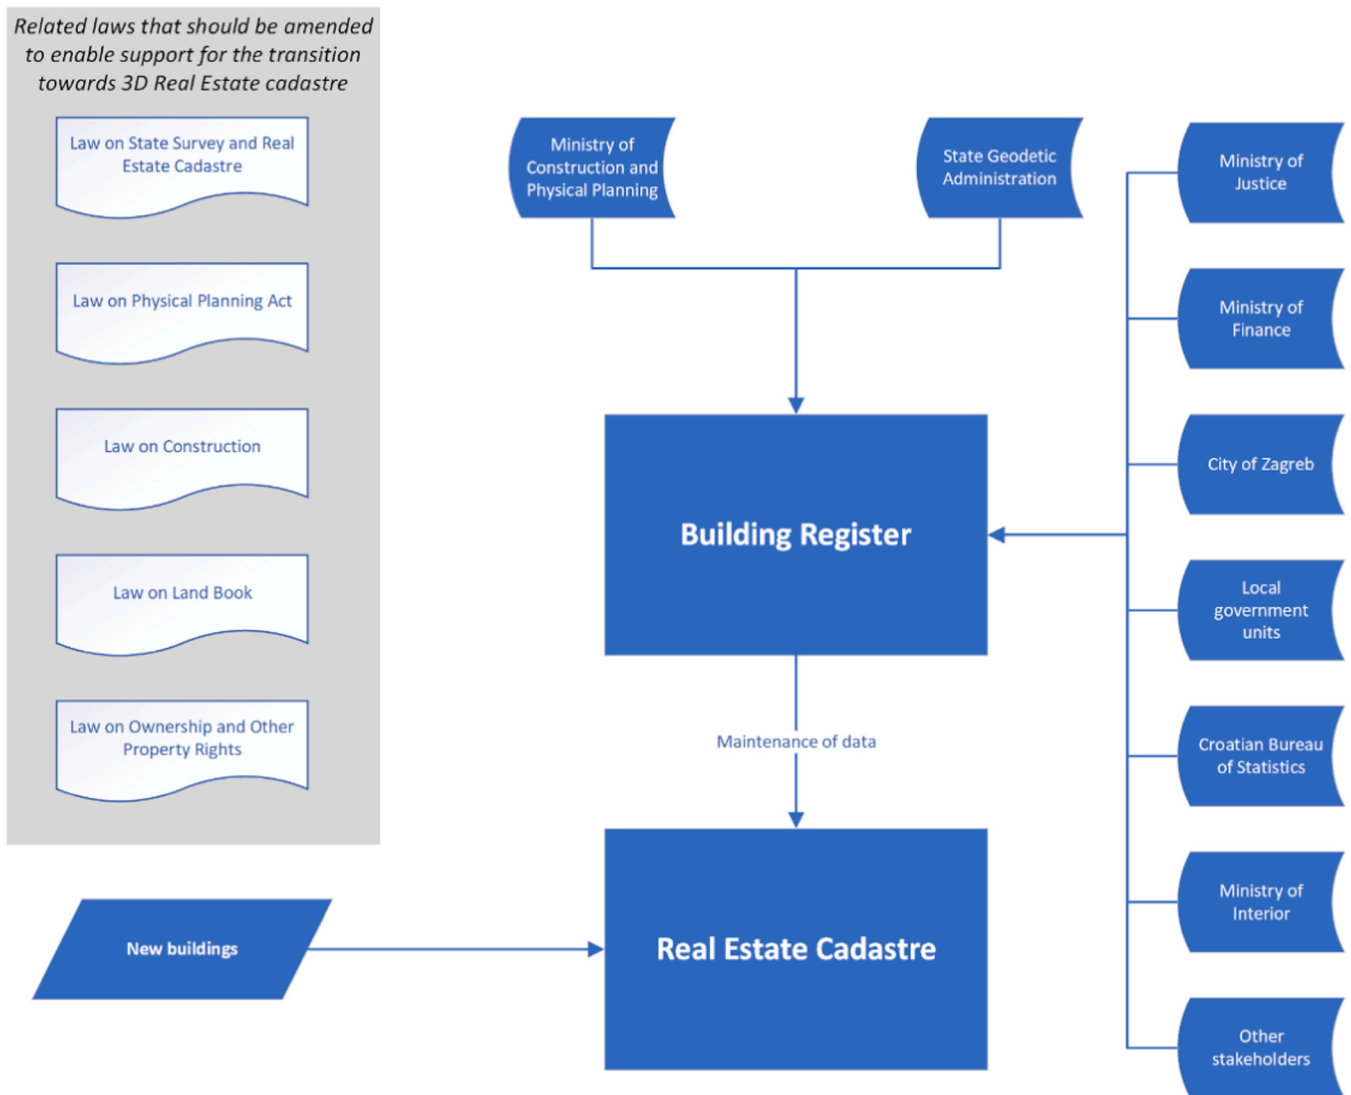 Related laws that should be amended
to enable support for the transition
towards 3D Real Estate cadastre
Law on State Survey and Real
Estate Cadastre
Law on Physical Planning Act
Law on Construction
Law on Land Book
Law on Ownership and Other
Property Rights
New buildings
Ministry of
Construction and
Physical Planning
State Geodetic
Administration
Building Register
Maintenance of data
Real Estate Cadastre
Ministry of
Justice
Ministry of
Finance
City of Zagreb
Local
government
units
Croatian Bureau
of Statistics
Ministry of
Interior
Other
stakeholders